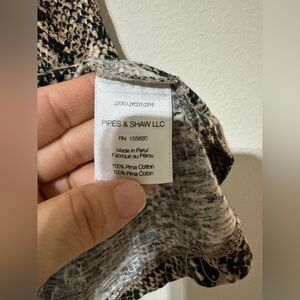 PIPES & SHAW LLC
RN 155820
Made in Peru/
Fabriqué au Pérou
100% Pima Cotton
100% Pima Coton